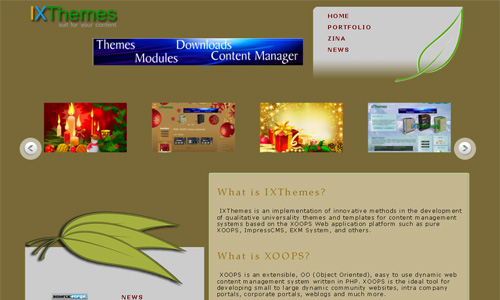 IXThemes
suit for your content
HOME
PORTFOLIO
ZINA
NEWS
Themes Downloads
Modules Content Manager
What is IXThemes?
IXThemes is an implementation of innovative methods in the development
of qualitative universality themes and templates for content management
systems based on the XOOPS Web application platform such as pure
XOOPS, ImpressCMS, EKM System, and others.
What is XOOPS?
XOOPS is an extensible, OO (Object Oriented), easy to use dynamic web
content management system written in PHP. XOOPS is the ideal tool for
developing small to large dynamic community websites, intra company
portals, corporate portals, weblogs and much more.
sourceforge
NEWS